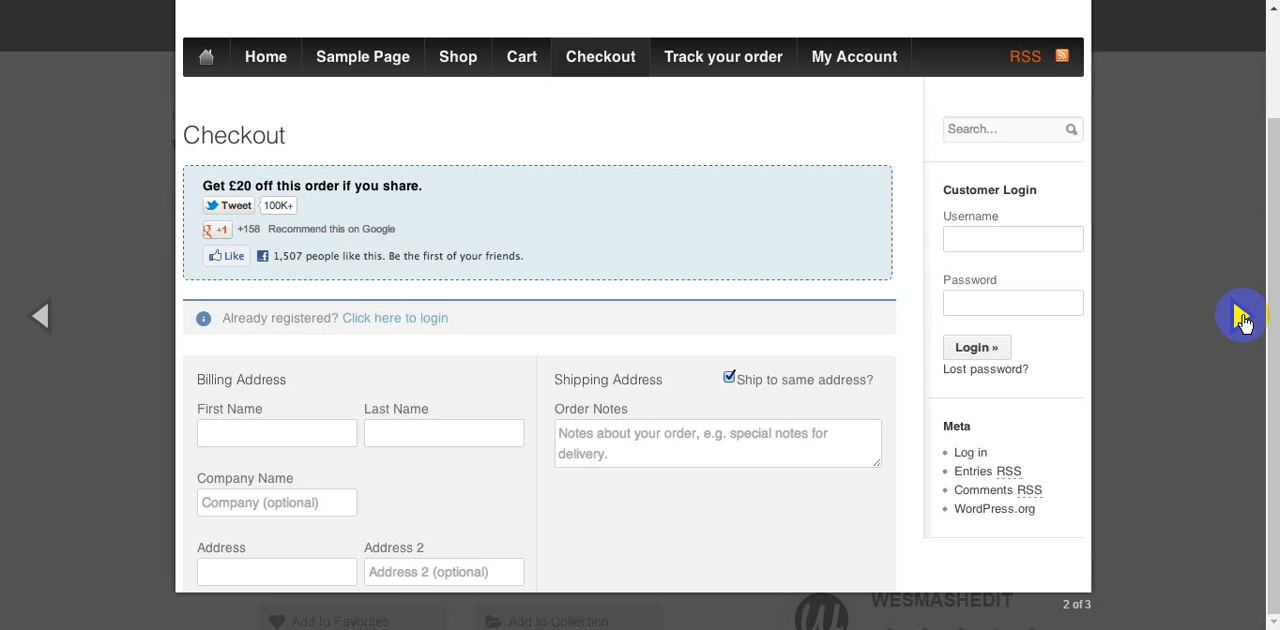 Home Sample Page Shop Cart Checkout Track your order My Account RSS
Checkout
Get £20 off this order if you share.
Tweet 100K+
+1 +158 Recommend this on Google
Like 1,507 people like this. Be the first of your friends.
Already registered? Click here to login
Billing Address
First Name Last Name
Company Name
Company (optional)
Address Address 2
Address 2 (optional)
Shipping Address Ship to same address?
Order Notes
Notes about your order, e.g. special notes for
delivery.
Search...
Customer Login
Username
Password
Login »
Lost password?
Meta
Log in
Entries RSS
Comments RSS
WordPress.org
2 of 3
WESMASHEDIT
Add to Favorites Add to Collection